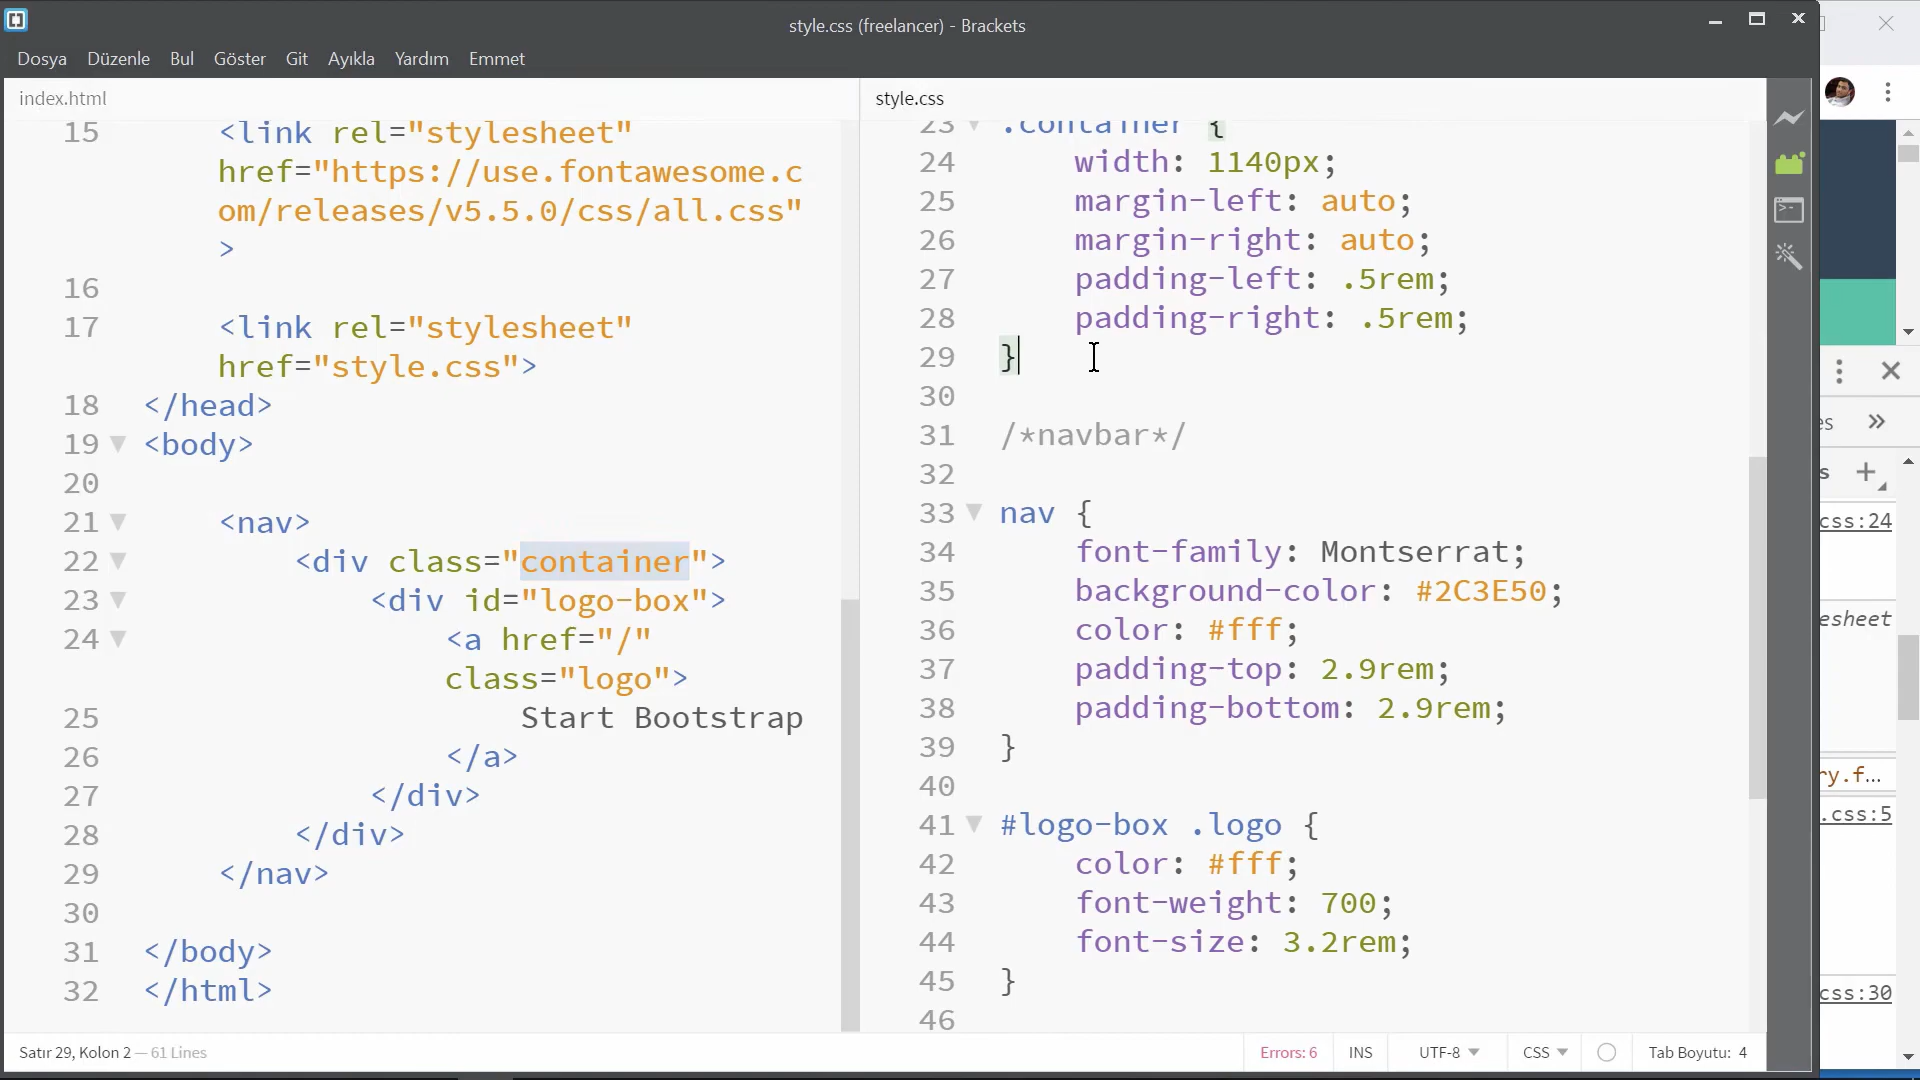 style.css (freelancer) - Brackets
Dosya Düzenle Bul Göster Git Ayıkla Yardım Emmet
index.html
15 <link rel="stylesheet"
href="https://use.fontawesome.c
om/releases/v5.5.0/css/all.css"
>
16
17 <link rel="stylesheet"
href="style.css">
18 </head>
19 <body>
20
21 <nav>
22 <div class="container">
23 <div id="logo-box">
24 <a href="/"
class="logo">
25 Start Bootstrap
26 </a>
27 </div>
28 </div>
29 </nav>
30
31 </body>
32 </html>
style.css
23 .container {
24 width: 1140px;
25 margin-left: auto;
26 margin-right: auto;
27 padding-left: .5rem;
28 padding-right: .5rem;
29 }
30
31 /*navbar*/
32
33 nav {
34 font-family: Montserrat;
35 background-color: #2C3E50;
36 color: #fff;
37 padding-top: 2.9rem;
38 padding-bottom: 2.9rem;
39 }
40
41 #logo-box .logo {
42 color: #fff;
43 font-weight: 700;
44 font-size: 3.2rem;
45 }
46
es
s
css:24
esheet
ry.f...
.css:5
css:30
Satır 29, Kolon 2 — 61 Lines
Errors: 6 INS UTF-8 CSS Tab Boyutu: 4